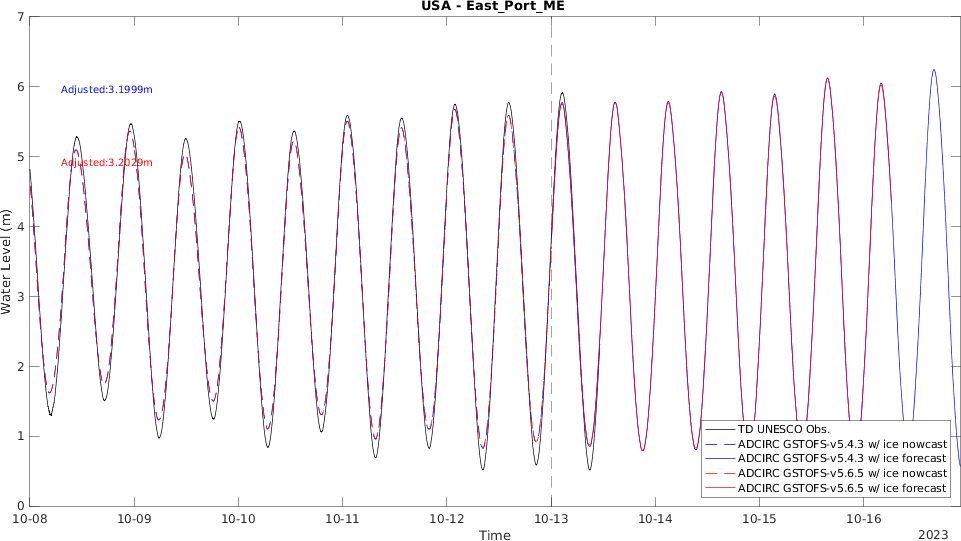 USA - East_Port_ME
7
6
5
4
3
2
1
0
Water Level (m)
Adjusted:3.1999m
Adjusted:3.2029m
TD UNESCO Obs.
ADCIRC GSTOFS-v5.4.3 w/ ice nowcast
ADCIRC GSTOFS-v5.4.3 w/ ice forecast
ADCIRC GSTOFS-v5.6.5 w/ ice nowcast
ADCIRC GSTOFS-v5.6.5 w/ ice forecast
10-08 10-09 10-10 10-11 10-12 10-13 10-14 10-15 10-16
Time
2023